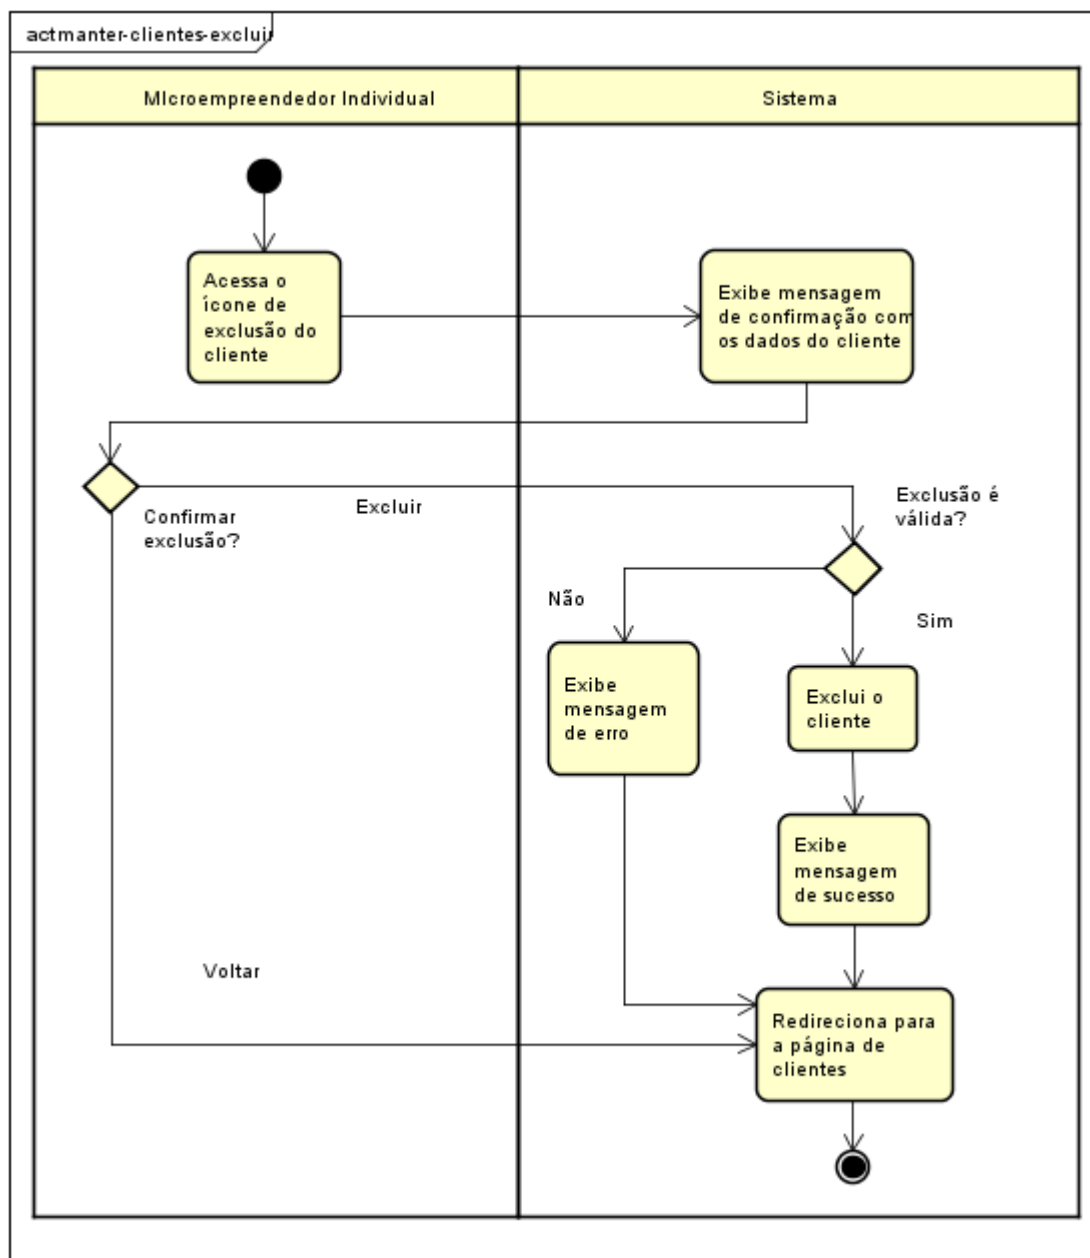 actmanter-clientes-excluir
MIcroempreendedor Individual
Sistema
Acessa o
ícone de
exclusão do
cliente
Exibe mensagem
de confirmação com
os dados do cliente
Confirmar
exclusão?
Excluir
Exclusão é
válida?
Não
Sim
Exibe
mensagem
de erro
Exclui o
cliente
Exibe
mensagem
de sucesso
Voltar
Redireciona para
a página de
clientes